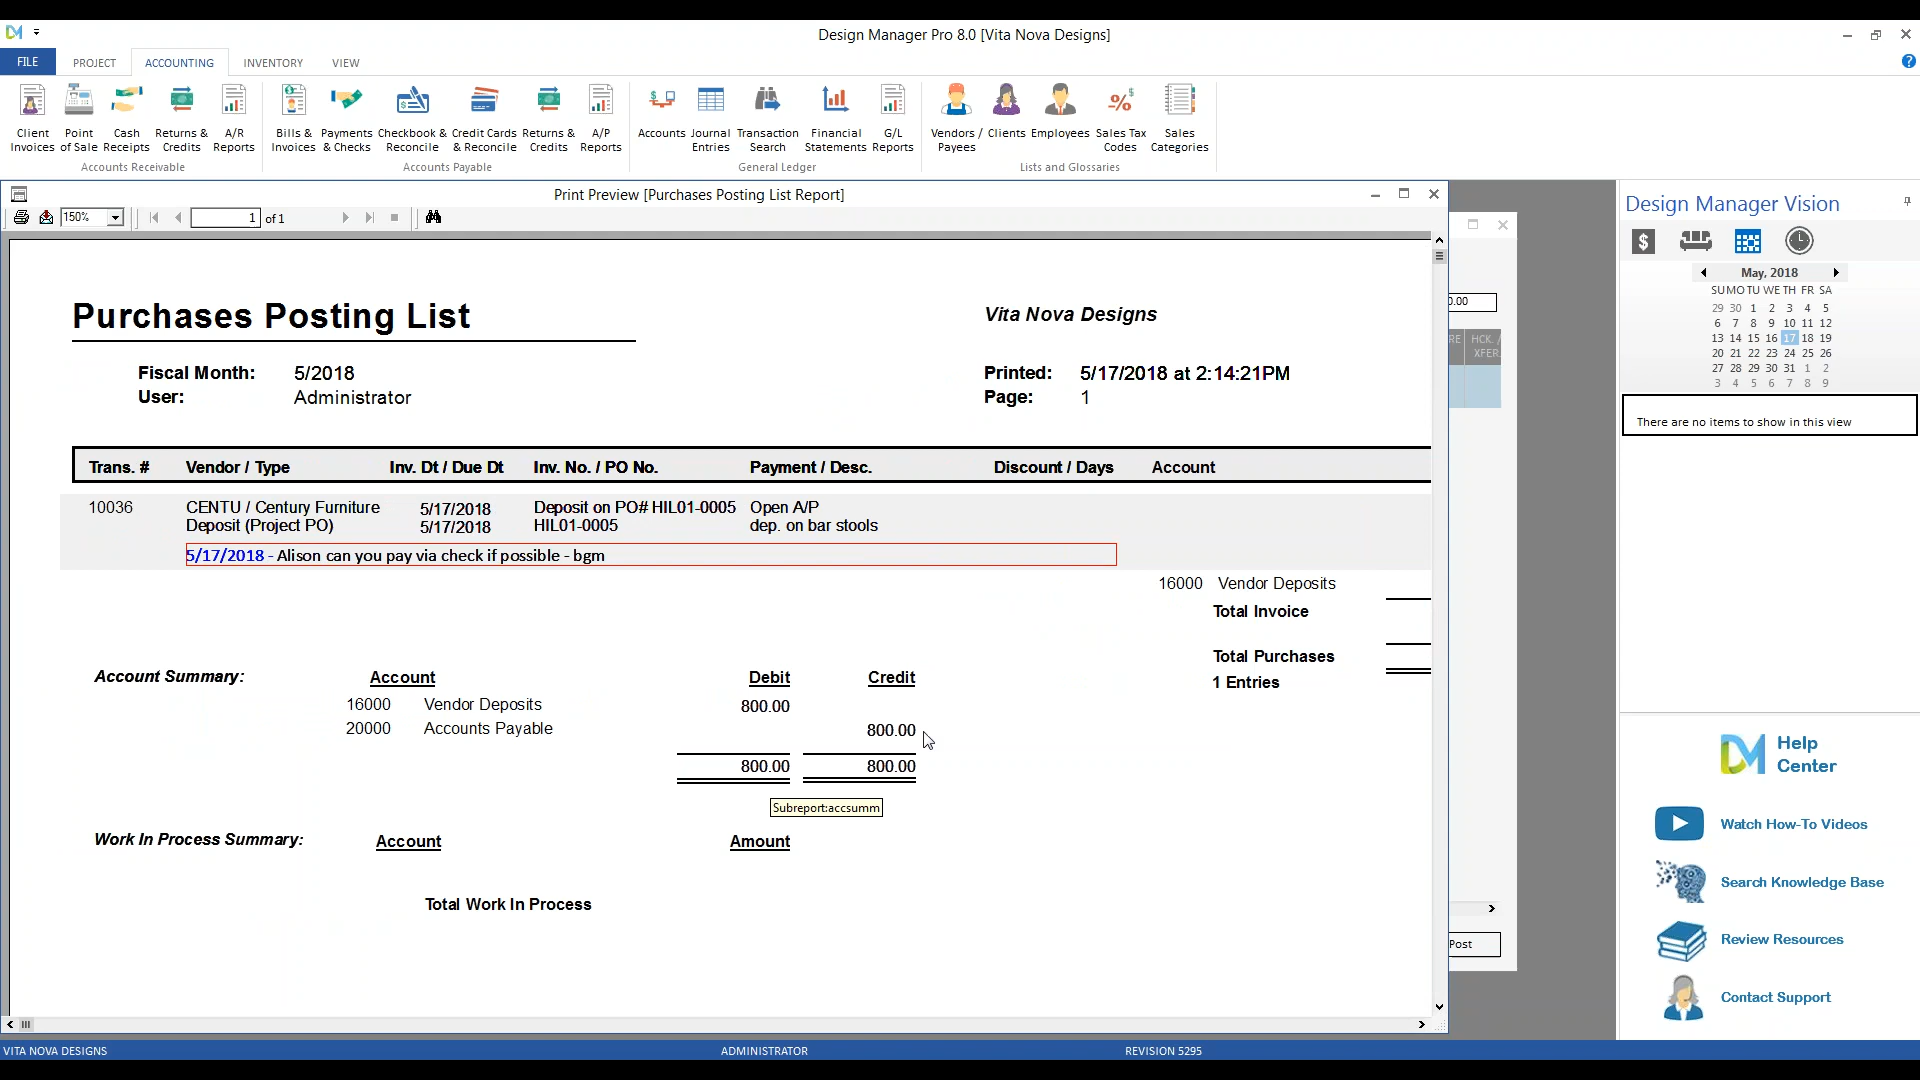 Design Manager Pro 8.0 [Vita Nova Designs]
FILE PROJECT ACCOUNTING INVENTORY VIEW
Client Invoices Point of Sale Cash Receipts Returns & Credits A/R Reports Bills & Invoices Payments & Checks Checkbook & Reconcile Credit Cards & Reconcile Returns & Credits A/P Reports Accounts Journal Entries Transaction Search Financial Statements G/L Reports Vendors / Payees Clients Employees Sales Tax Codes Sales Categories
Accounts Receivable Accounts Payable General Ledger Lists and Glossaries
Print Preview [Purchases Posting List Report]
150% 1 of 1
Purchases Posting List Vita Nova Designs
Fiscal Month: 5/2018 Printed: 5/17/2018 at 2:14:21PM
User: Administrator Page: 1
Trans. # Vendor / Type Inv. Dt / Due Dt Inv. No. / PO No. Payment / Desc. Discount / Days Account
10036 CENTU / Century Furniture 5/17/2018 Deposit on PO# HIL01-0005 Open A/P
Deposit (Project PO) 5/17/2018 HIL01-0005 dep. on bar stools
5/17/2018 - Alison can you pay via check if possible - bgm
16000 Vendor Deposits
Total Invoice
Total Purchases
1 Entries
Account Summary: Account Debit Credit
16000 Vendor Deposits 800.00
20000 Accounts Payable 800.00
800.00 800.00
Subreport:accsumm
Work In Process Summary: Account Amount
Total Work In Process
0.00
RE HCK. /
XFER
Post
Design Manager Vision
$
May, 2018
SU MO TU WE TH FR SA
29 30 1 2 3 4 5
6 7 8 9 10 11 12
13 14 15 16 17 18 19
20 21 22 23 24 25 26
27 28 29 30 31 1 2
3 4 5 6 7 8 9
There are no items to show in this view
Help
Center
Watch How-To Videos
Search Knowledge Base
Review Resources
Contact Support
VITA NOVA DESIGNS ADMINISTRATOR REVISION 5295